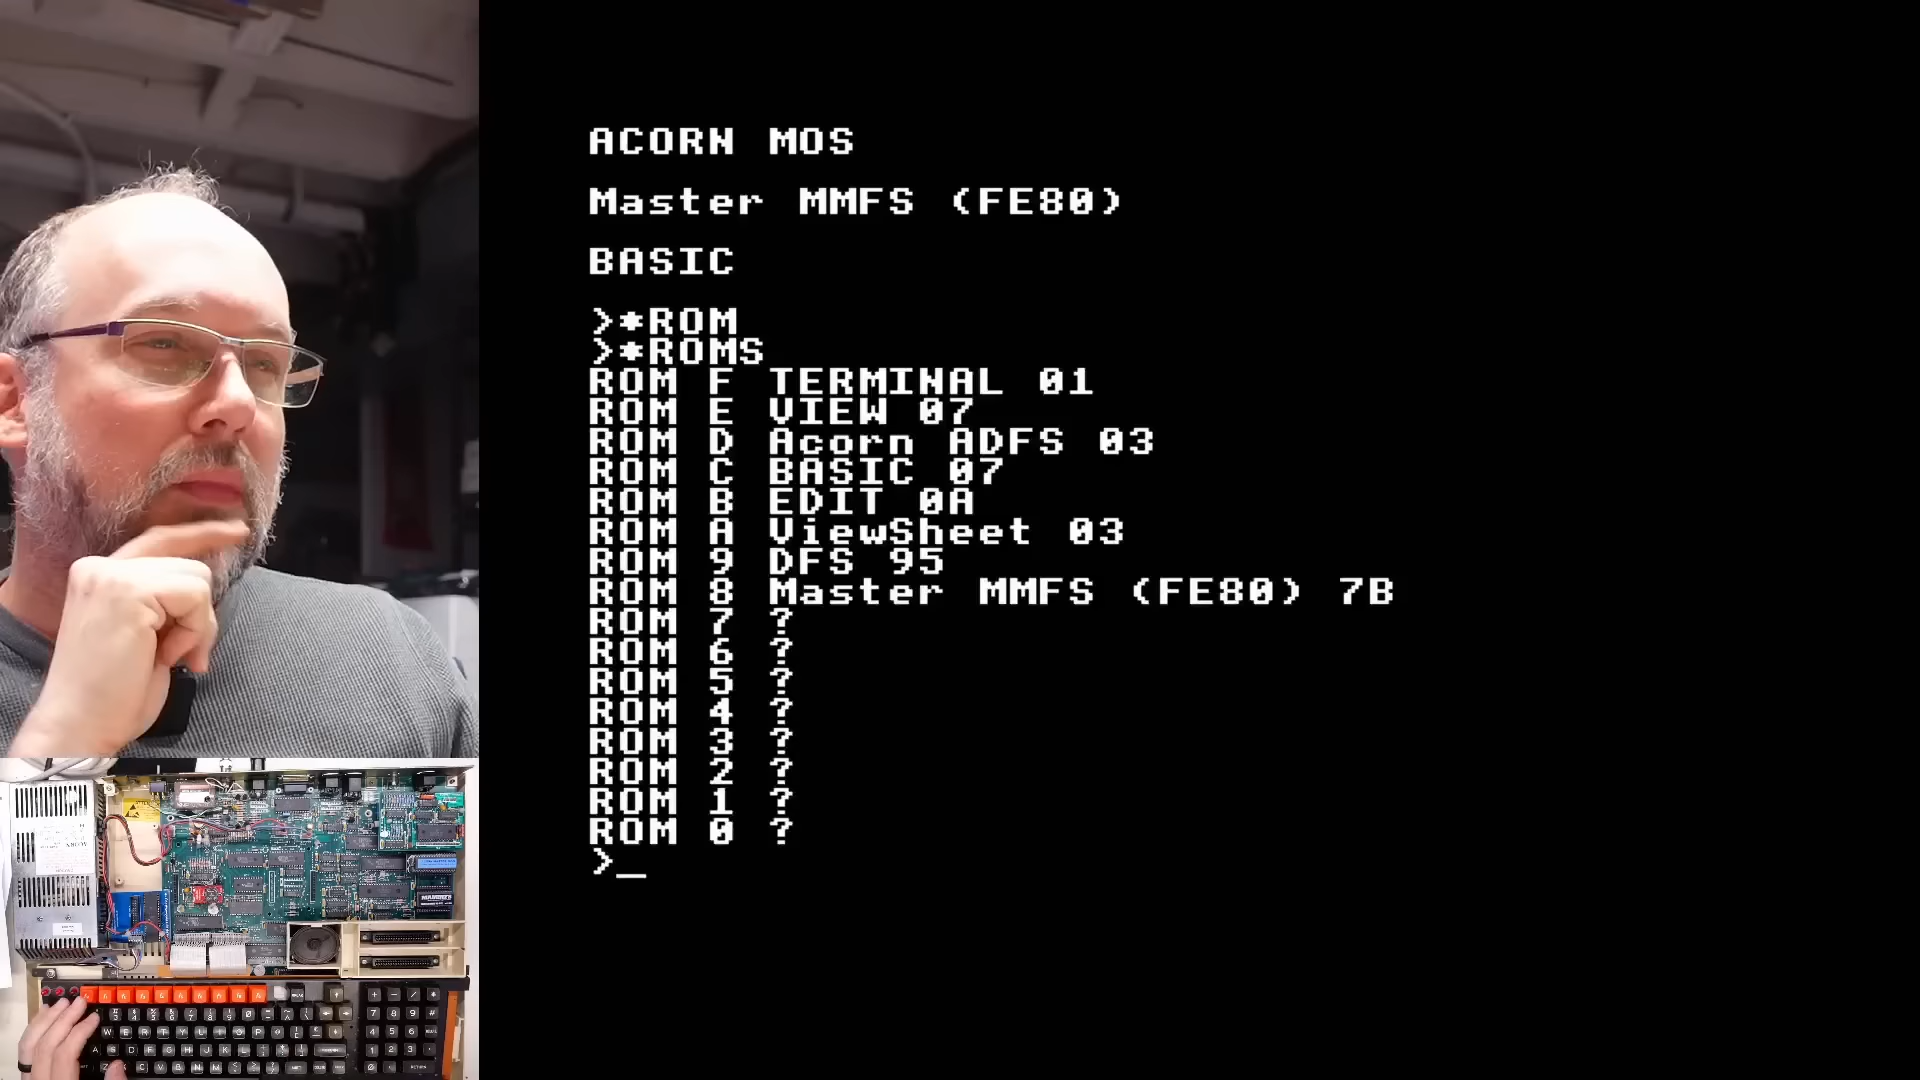 ACORN MOS
Master MMFS (FE80)
BASIC
>*ROM
>*ROMS
ROM F TERMINAL 01
ROM E VIEW 07
ROM D Acorn ADFS 03
ROM C BASIC 07
ROM B EDIT 0A
ROM A ViewSheet 03
ROM 9 DFS 95
ROM 8 Master MMFS (FE80) 7B
ROM 7 ?
ROM 6 ?
ROM 5 ?
ROM 4 ?
ROM 3 ?
ROM 2 ?
ROM 1 ?
ROM 0 ?
>_